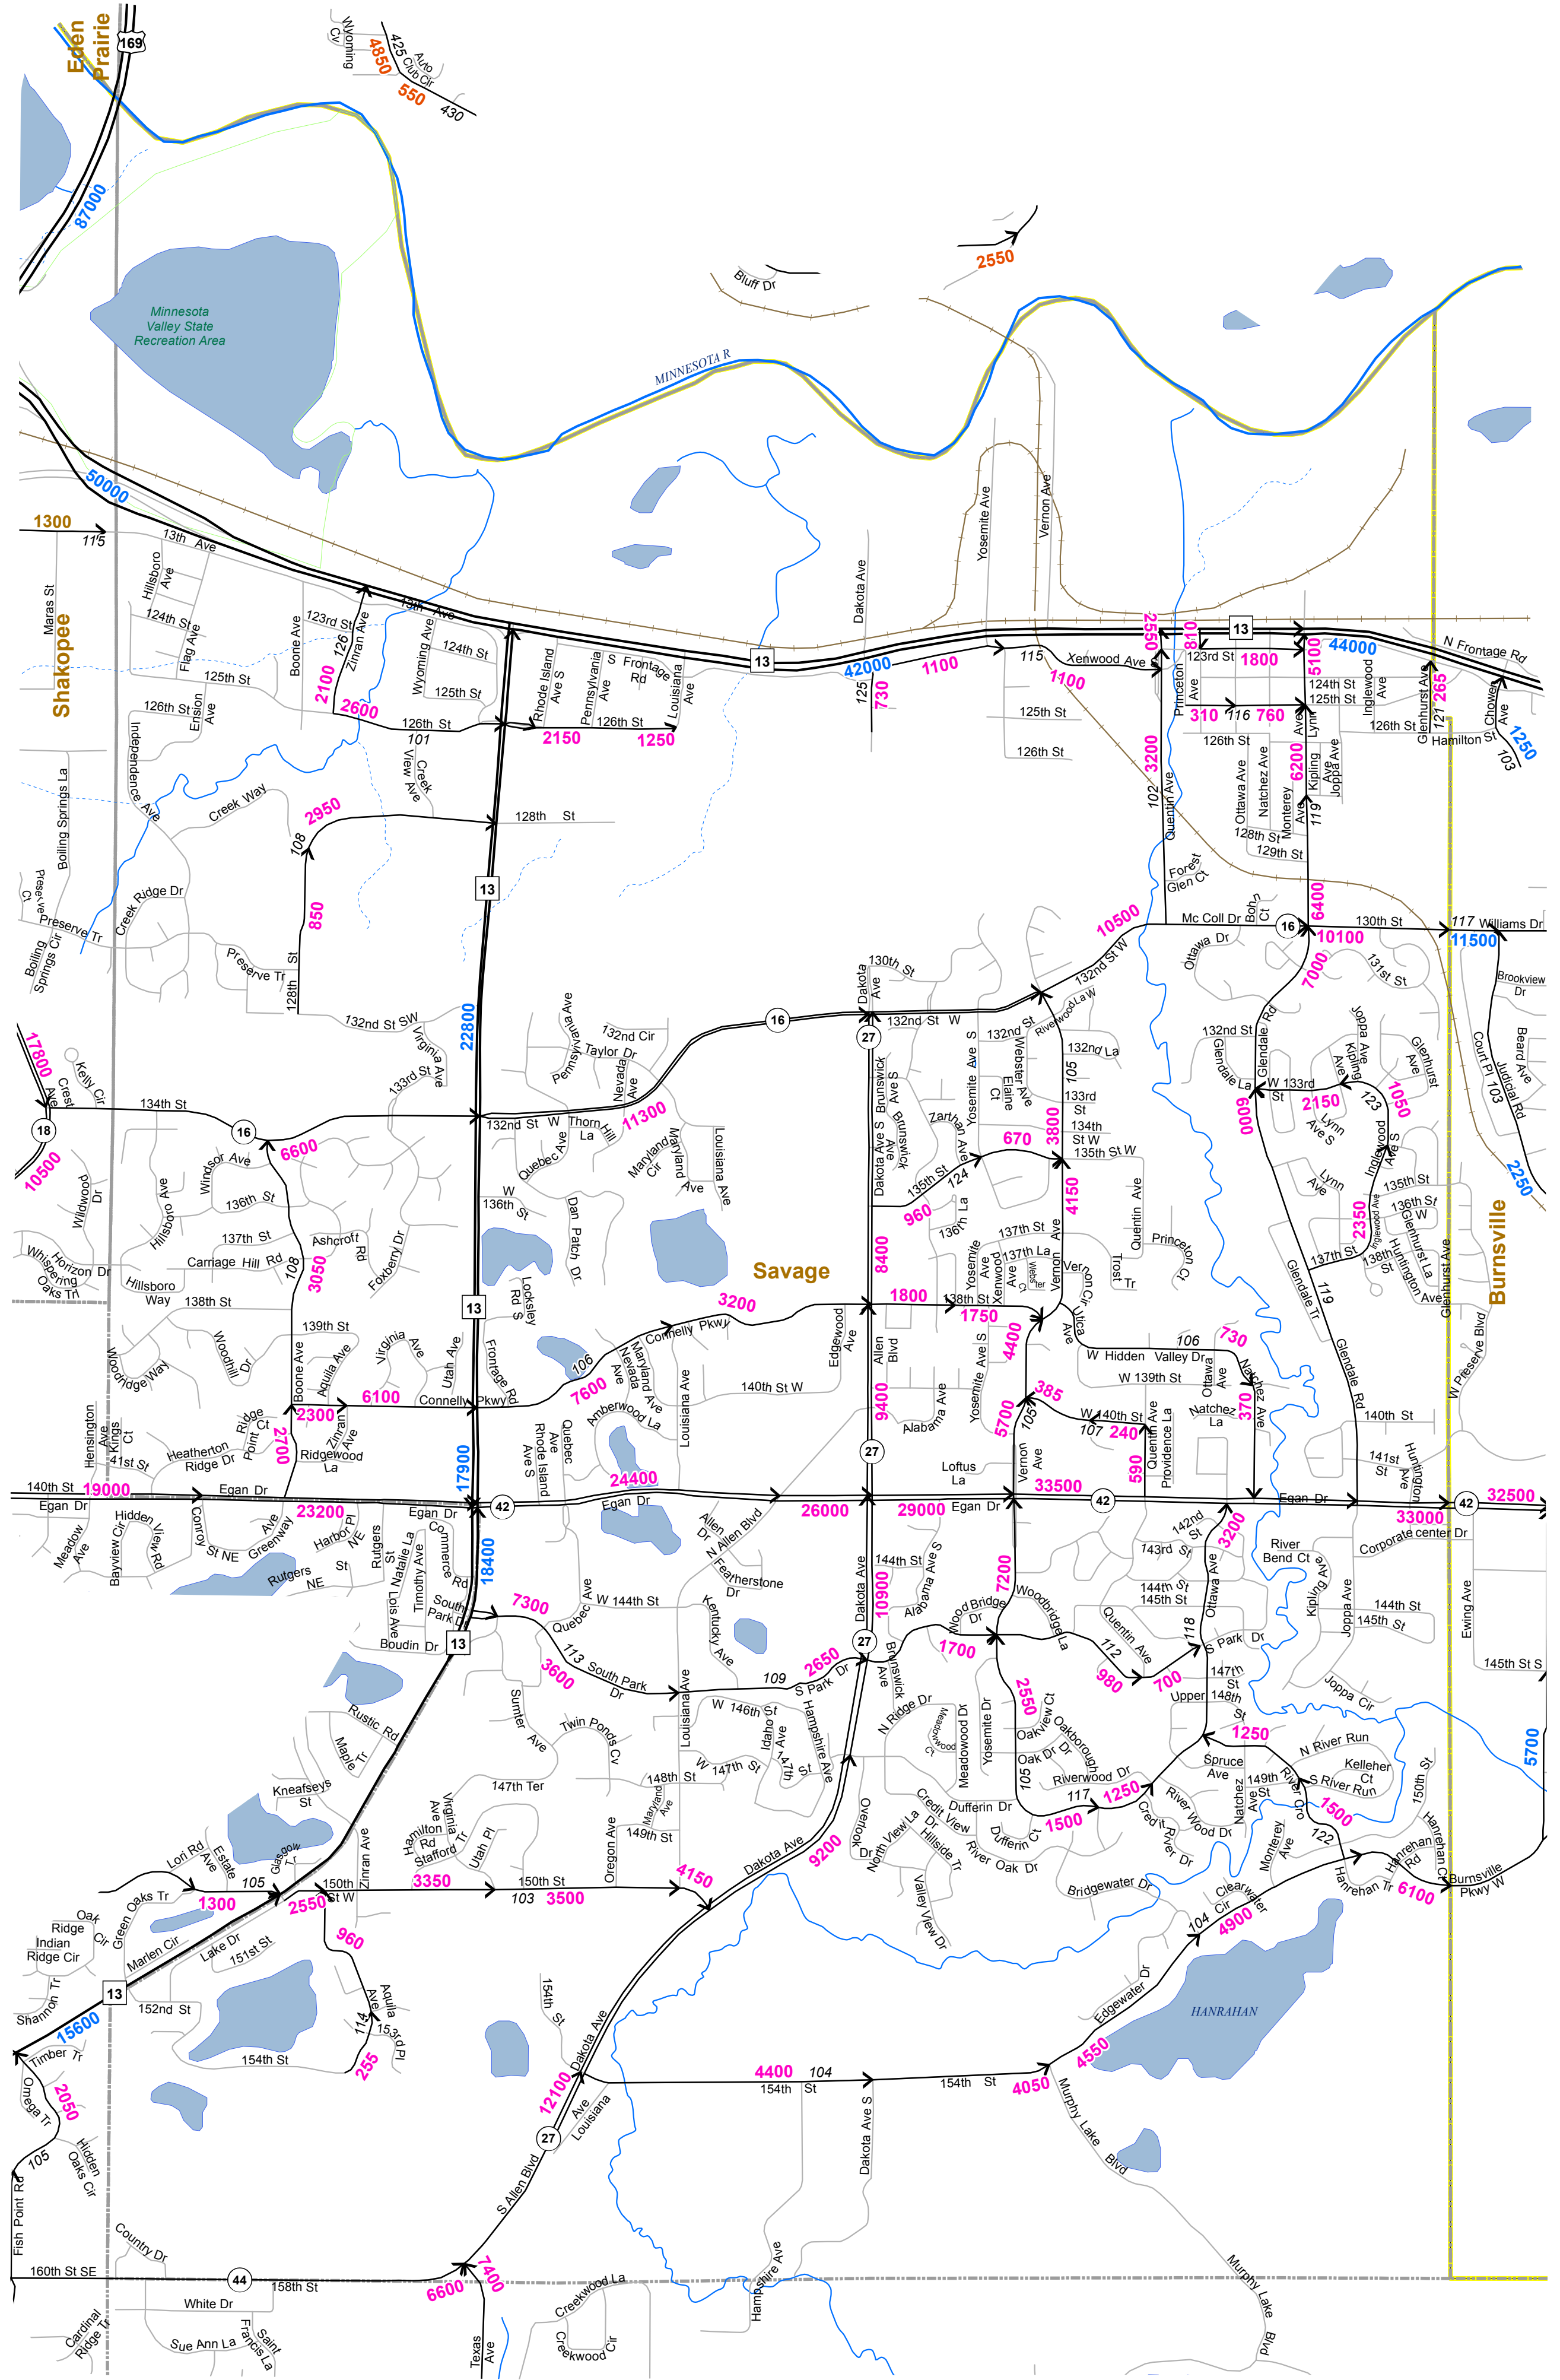 Eden
Prairie
169
Wyoming
Cv
425
4850
Auto
Club Cir
550
430
87000
2550
Bluff Dr
Minnesota
Valley State
Recreation Area
MINNESOTA R
50000
1300
115
13th Ave
Maras St
Shakopee
Hillsboro
Ave
124th St
Flag Ave
Boone Ave
123rd St
126
Zinran Ave
13th Ave
Wyoming Ave
124th St
125th St
2100
2600
126th St
101
125th St
126th St
Ension
Ave
Rhode Island
Ave S
Pennsylvania
Ave
S Frontage
Rd
Louisiana
Ave
126th St
2150
1250
13
42000
1100
125
730
Dakota Ave
Yosemite Ave
Vernon Ave
115
Xenwood Ave S
1100
125th St
126th St
2550
810
13
123rd St
1800
5100
44000
N Frontage Rd
Princeton
Ave
124th St
125th St
Inglewood
Ave
310
116
760
126th St
126th St
Glenhurst Ave
121
265
Hamilton St
Chowen
Ave
1250
103
3200
102
Quentin Ave
Ottawa Ave
Natchez Ave
Monterey
Ave
6200
Lynn
Ave
Kipling
Ave
Joppa Ave
119
128th St
129th St
Independence Ave
Boiling Springs La
Creek Way
Creek
View Ave
2950
108
128th St
850
13
Preserve
Ct
Preserve Tr
Boiling
Springs Cir
Creek Ridge Dr
Preserve Tr
128th St
132nd St SW
22800
Virginia Ave
133rd St
Forest
Glen Ct
10500
Mc Coll Dr
Bohn
Ct
16
6400
10100
130th St
117
Williams Dr
11500
Ottawa Dr
7000
131st St
Brookview
Dr
130th St
Dakota
Ave
132nd St W
16
27
132nd St W
Riverwood La W
17800
Crest
Ave
Kelly Cir
18
134th St
16
6600
10500
Pennsylvania Ave
132nd Cir
Taylor Dr
Nevada
Ave
11300
132nd St W
Thorn Hill
La
Quebec Ave
Maryland
Cir
Maryland
Ave
Louisiana Ave
Dakota Ave S
Brunswick
Ave S
Brunswick
Ave
Zarthan Ave
Yosemite Ave S
132nd St
Webster Ave
Elaine
Ct
105
132nd La
133rd
St
134th
St W
3800
670
135th St W
135th St
124
960
136th La
4150
Glendale Rd
132nd St
Glendale La
W 133rd
St
2150
Joppa Ave
Kipling
Ave
Glenhurst
Ave
123
1050
Lynn
Ave S
Inglewood
Ave S
6000
Court Pl
103
Judicial Rd
Beard Ave
2250
Wildwood
Dr
Windsor Ave
136th St
Hillsboro Ave
137th St
Carriage Hill Rd
Ashcroft
Rd
108
3050
Foxberry Dr
Whispering
Oaks Trl
Horizon Dr
Hillsboro
Way
138th St
W
136th St
Dan Patch Dr
Locksley
Rd S
13
Savage
8400
Yosemite
Ave
Xenwood
Ave
137th St
137th La
Webster
Ct
Vernon Ave
Vernon Cir
Quentin Ave
Princeton Ct
Trost
Tr
Lynn
Ave
2350
Inglewood Ave
135th St
136th St
W
Glenhurst La
Huntington
Ave
137th St
138th
St
Glenhurst Ave
Burnsville
119
Glendale Tr
Glendale Rd
W Preserve Blvd
3200
Connelly Pkwy
1800
138th St
1750
Edgewood
Ave
Allen
Blvd
4400
Utica
Ave
106
730
W Hidden Valley Dr
W 139th St
Ottawa
Ave
Natchez Ave
370
Woodridge Way
Woodhill
Dr
139th St
Boone Ave
Aquila Ave
Virginia
Ave
Utah Ave
Frontage Rd
106
7600
Nevada
Ave
Maryland Ave
Louisiana Ave
Amberwood La
140th St W
6100
Connelly Pkwy
2300
2700
9400
Alabama Ave
Yosemite Ave S
5700
385
105
W 140th St
107
240
590
Quentin Ave
Providence La
Natchez
La
140th St
Hensington
Ave
Kings
Ct
41st St
Heatherton
Ridge Dr
Ridge
Point Ct
Zinran
Ave
Ridgewood
La
17900
Rhode Island
Ave S
Quebec
Ave
24400
27
Loftus
La
Vernon
Ave
33500
141st
St
Huntington
Ave
140th St
19000
Egan Dr
Egan Dr
23200
Egan Dr
42
Egan Dr
26000
29000
Egan Dr
42
Egan Dr
33000
42
32500
Meadow
Ave
Bayview Cir
Hidden View Rd
Conroy
St NE
Greenway
Ave
Harbor Pl
NE
Rutgers
St
Rutgers St
NE
Natalie La
Lois Ave
Timothy Ave
Commerce
Rd
18400
South
Park D
Boudin Dr
13
7300
Quebec Ave
W 144th St
Allen
Dr
N Allen Blvd
Featherstone
Dr
Kentucky Ave
113
3600
South Park
Dr
109
2650
S Park Dr
27
Dakota Ave
10900
144th St
Alabama Ave S
Wood Bridge
Dr
7200
1700
Woodbridge La
142nd
St
3200
143rd St
144th St
145th St
Ottawa Ave
Quentin Ave
112
118
980
700
S Park Dr
147th
St
Upper 148th
St
River
Bend Ct
Kipling Ave
Joppa Ave
Corporate center Dr
144th St
145th St
Ewing Ave
145th St S
Joppa Cir
Rustic Rd
Maple
Tr
Kneafseys
St
Sumter
Ave
Twin Ponds
Cv
147th Ter
Louisiana Ave
W 146th St
Idaho
Ave
Hampshire Ave
147th St
W 147th St
148th St
Maryland
Ave
149th St
Brunswick
Ave
N Ridge Dr
Meadowood
Ct
Meadowood Dr
Yosemite Dr
2550
Oakview Ct
Oak Dr
Oakborough
Dr
105
Riverwood Dr
117
1250
1500
Dufferin Dr
Dufferin Ct
Credit View
Dr
Hillside Tr
North View La
Overlook
Dr
River Oak Dr
Valley View Dr
Credit
River Dr
River Wood Dr
Spruce
Ave
Natchez
Ave
149th
St
1250
N River Run
Kelleher
Ct
S River Run
River Cro
1500
122
150th St
Hanrehan Ct
Hanrehan
Rd
Hanrehan Tr
5700
Lori Rd
Estate
Ave
Glasgow
Tr
Zinran Ave
Hamilton
Rd
Virginia
Ave
Stafford Tr
Utah Pl
Oregon Ave
Dakota Ave
9200
4150
105
1300
150th
St W
2550
3350
150th St
103
3500
Bridgewater Dr
Monterey
Ave
Clearwater
Cir
104
4900
6100
Burnsville
Pkwy W
Oak
Cir
Ridge
Indian
Ridge Cir
Green Oaks Tr
Marlen Cir
Lake Dr
151st St
960
Shannon Tr
13
152nd St
15600
Timber Tr
Aquila
Ave
114
153rd Pl
154th St
255
Omega Tr
2050
105
Hidden
Oaks Cir
Fish Point Rd
154th St
Dakota Ave
12100
Louisiana
Ave
27
S Allen Blvd
4400
104
154th St
154th St
4050
4550
Edgewater Dr
HANRAHAN
Dakota Ave S
Murphy Lake
Blvd
Country Dr
160th St SE
44
158th St
6600
7400
White Dr
Cardinal
Ridge Tr
Sue Ann La
Saint
Francis La
Texas
Ave
Creekwood La
Creekwood
Cir
Hampshire Ave
Murphy Lake
Blvd